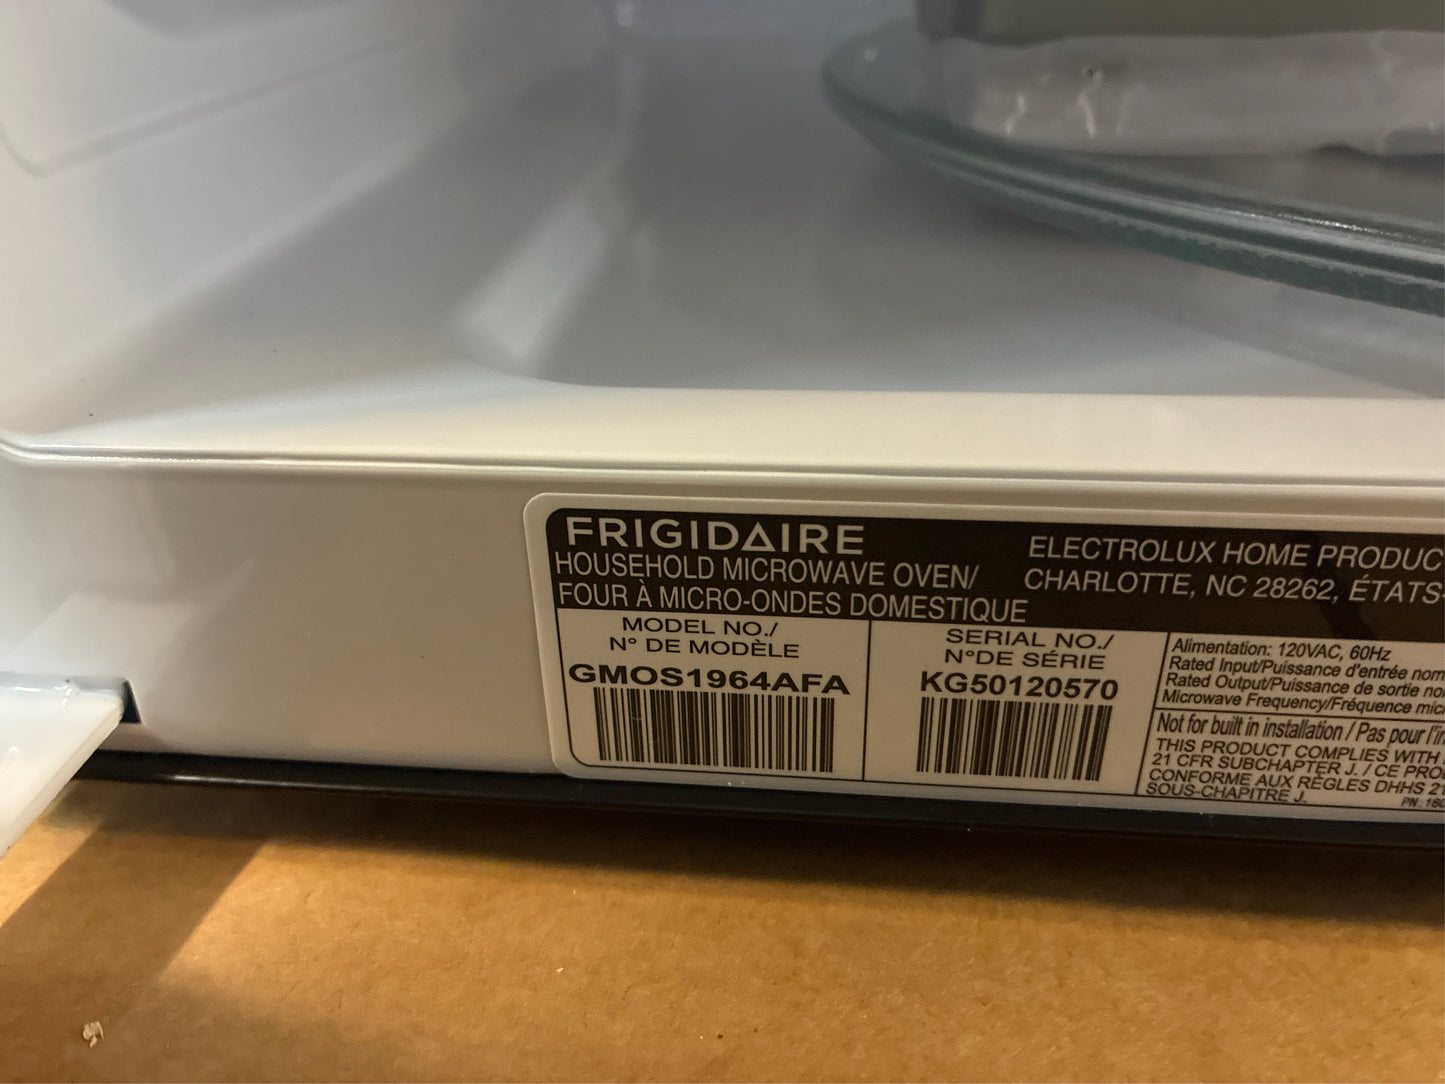 FRIGIDAIRE
HOUSEHOLD MICROWAVE OVEN/
FOUR À MICRO-ONDES DOMESTIQUE
ELECTROLUX HOME PRODUC
CHARLOTTE, NC 28262, ÉTATS-
MODEL NO./
N° DE MODÈLE
GMOS1964AFA
SERIAL NO./
N°DE SÉRIE
KG50120570
Alimentation: 120VAC, 60Hz
Rated Input/Puissance d'entrée nom
Rated Output/Puissance de sortie no
Microwave Frequency/Fréquence mic
Not for built in installation / Pas pour l'in
THIS PRODUCT COMPLIES WITH
21 CFR SUBCHAPTER J. / CE PRO
CONFORME AUX RÈGLES DHHS 21
SOUS-CHAPITRE J.
PN: 160